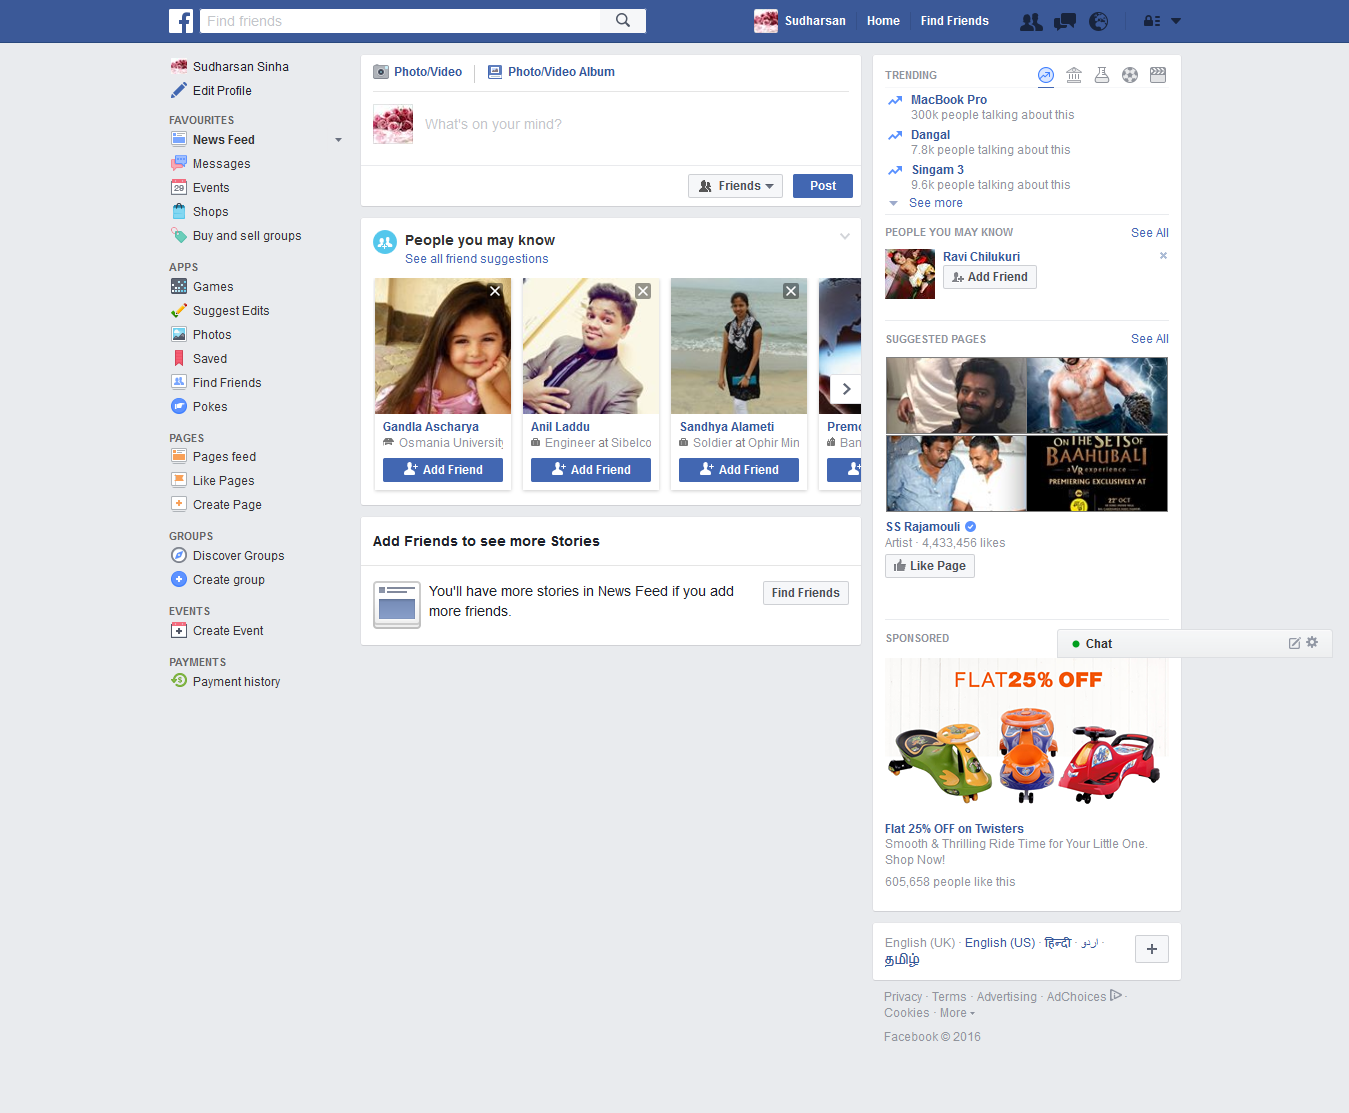 Find friends
Sudharsan
Home
Find Friends
Sudharsan Sinha
Edit Profile
FAVOURITES
News Feed
Messages
29 Events
Shops
Buy and sell groups
APPS
Games
Suggest Edits
Photos
Saved
Find Friends
Pokes
PAGES
Pages feed
Like Pages
Create Page
GROUPS
Discover Groups
Create group
EVENTS
Create Event
PAYMENTS
Payment history
Photo/Video
Photo/Video Album
What's on your mind?
Friends
Post
People you may know
See all friend suggestions
Gandla Ascharya
Osmania University
Add Friend
Anil Laddu
Engineer at Sibelco
Add Friend
Sandhya Alameti
Soldier at Ophir Min
Add Friend
Premo
Ban
Add Friends to see more Stories
You'll have more stories in News Feed if you add
more friends.
Find Friends
TRENDING
MacBook Pro
300k people talking about this
Dangal
7.8k people talking about this
Singam 3
9.6k people talking about this
See more
PEOPLE YOU MAY KNOW
See All
Ravi Chilukuri
Add Friend
SUGGESTED PAGES
See All
ON THE SETS OF
BAAHUBALI
a VR experience
PREMIERING EXCLUSIVELY AT
22ND OCT
SS Rajamouli
Artist · 4,433,456 likes
Like Page
SPONSORED
Chat
FLAT 25% OFF
Flat 25% OFF on Twisters
Smooth & Thrilling Ride Time for Your Little One.
Shop Now!
605,658 people like this
English (UK) · English (US) · हिन्दी · اردو ·
தமிழ்
Privacy · Terms · Advertising · AdChoices ·
Cookies · More
Facebook © 2016